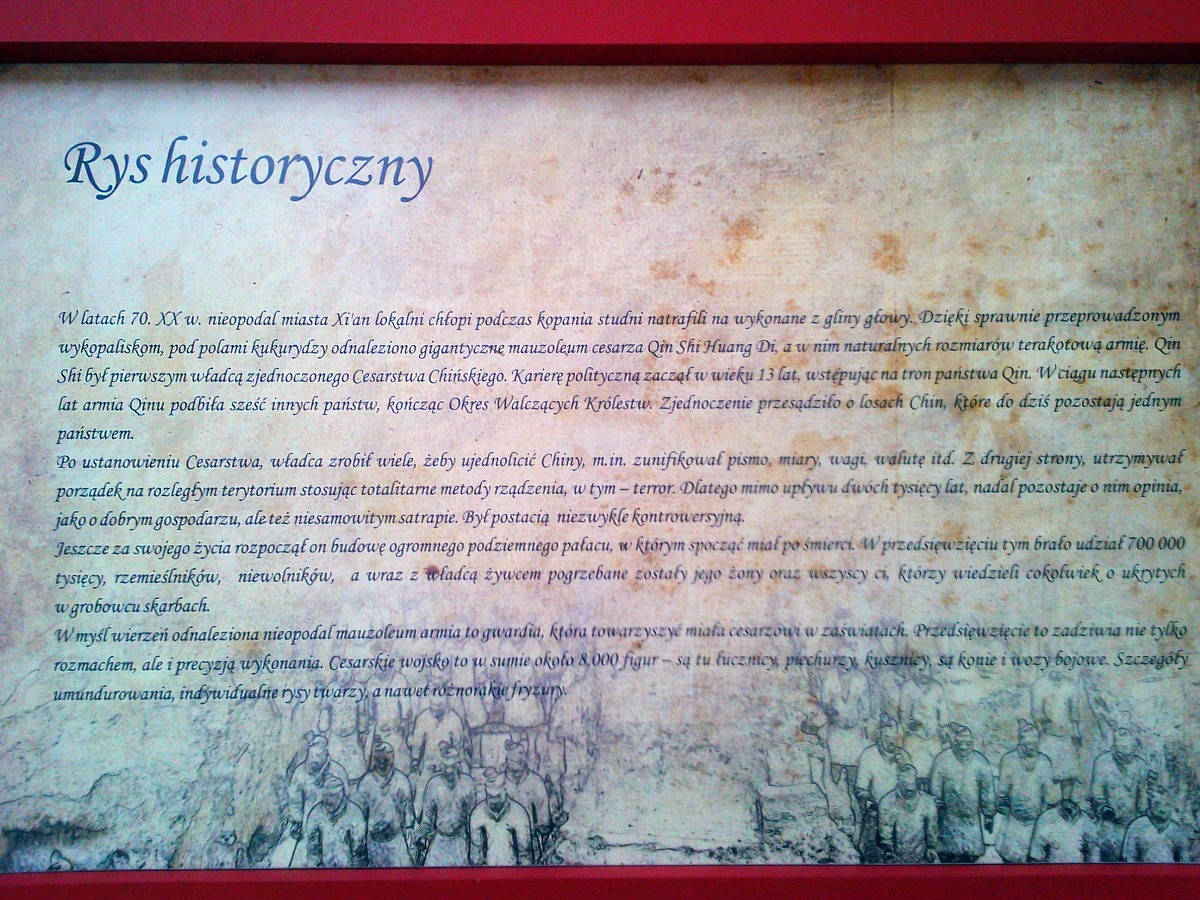 Rys historyczny
W latach 70. XX w. nieopodal miasta Xi'an lokalni chłopi podczas kopania studni natrafili na wykonane z gliny głowy. Dzięki sprawnie przeprowadzonym
wykopaliskom, pod polami kukurydzy odnaleziono gigantyczne mauzoleum cesarza Qin Shi Huang Di, a w nim naturalnych rozmiarów terakotową armię. Qin
Shi był pierwszym władcą zjednoczonego Cesarstwa Chińskiego. Karierę polityczną zaczął w wieku 13 lat, wstępując na tron państwa Qin. W ciągu następnych
lat armia Qinu podbiła sześć innych państw, kończąc Okres Walczących Królestw. Zjednoczenie przesądziło o losach Chin, które do dziś pozostają jednym
państwem.
Po ustanowieniu Cesarstwa, władca zrobił wiele, żeby ujednolicić Chiny, m.in. zunifikował pismo, miary, wagi, walutę itd. Z drugiej strony, utrzymywał
porządek na rozległym terytorium stosując totalitarne metody rządzenia, w tym – terror. Dlatego mimo upływu dwóch tysięcy lat, nadal pozostaje o nim opinia,
jako o dobrym gospodarzu, ale też niesamowitym satrapie. Był postacią niezwykle kontrowersyjną.
Jeszcze za swojego życia rozpoczął on budowę ogromnego podziemnego pałacu, w którym spocząć miał po śmierci. W przedsięwzięciu tym brało udział 700 000
tysięcy, rzemieślników, niewolników, a wraz z władcą żywcem pogrzebane zostały jego żony oraz wszyscy ci, którzy wiedzieli cokolwiek o ukrytych
w grobowcu skarbach.
W myśl wierzeń odnaleziona nieopodal mauzoleum armia to gwardia, która towarzyszyć miała cesarzowi w zaświatach. Przedsięwzięcie to zadziwia nie tylko
rozmachem, ale i precyzją wykonania. Cesarskie wojsko to w sumie około 8,000 figur – są tu łucznicy, piechurzy, kusznicy, są konie i wozy bojowe. Szczegóły
umundurowania, indywidualne rysy twarzy, a nawet różnorakie fryzury.